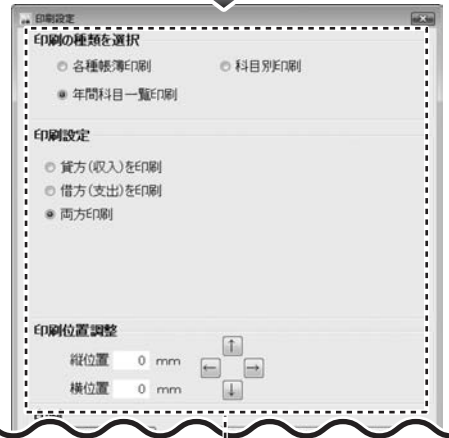 印刷設定
印刷の種類を選択
各種帳簿印刷 科目別印刷
年間科目一覧印刷
印刷設定
貸方(収入)を印刷
借方(支出)を印刷
両方印刷
印刷位置調整
↑
縦位置 0 mm
← →
横位置 0 mm
↓